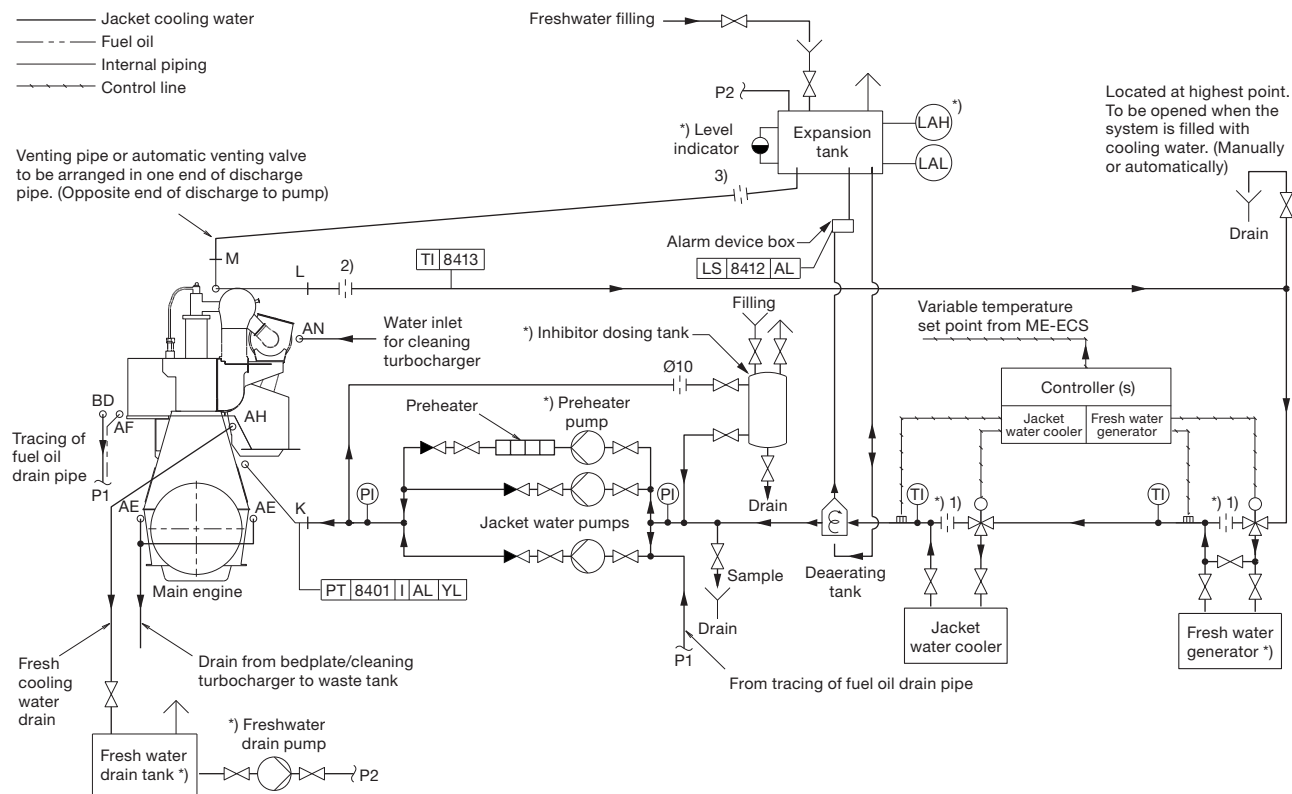 Jacket cooling water
Fuel oil
Internal piping
Control line
Freshwater filling
P2
Expansion
tank
*) Level
indicator
LAH
*)
LAL
3)
Located at highest point.
To be opened when the
system is filled with
cooling water. (Manually
or automatically)
Drain
Venting pipe or automatic venting valve
to be arranged in one end of discharge
pipe. (Opposite end of discharge to pump)
M
L
2)
TI 8413
Alarm device box
LS 8412 AL
Filling
*) Inhibitor dosing tank
Ø10
Drain
Variable temperature
set point from ME-ECS
Controller (s)
Jacket
water cooler
Fresh water
generator
AN
Water inlet
for cleaning
turbocharger
BD
AF
AH
Tracing of
fuel oil
drain pipe
P1
AE
AE
Main engine
K
PI
Preheater
*) Preheater
pump
Jacket water pumps
PI
PT 8401 I AL YL
Sample
Drain
Deaerating
tank
TI
*) 1)
TI
*) 1)
Jacket
water cooler
Fresh water
generator *)
P1
From tracing of fuel oil drain pipe
Fresh
cooling
water
drain
Drain from bedplate/cleaning
turbocharger to waste tank
Fresh water
drain tank *)
*) Freshwater
drain pump
P2